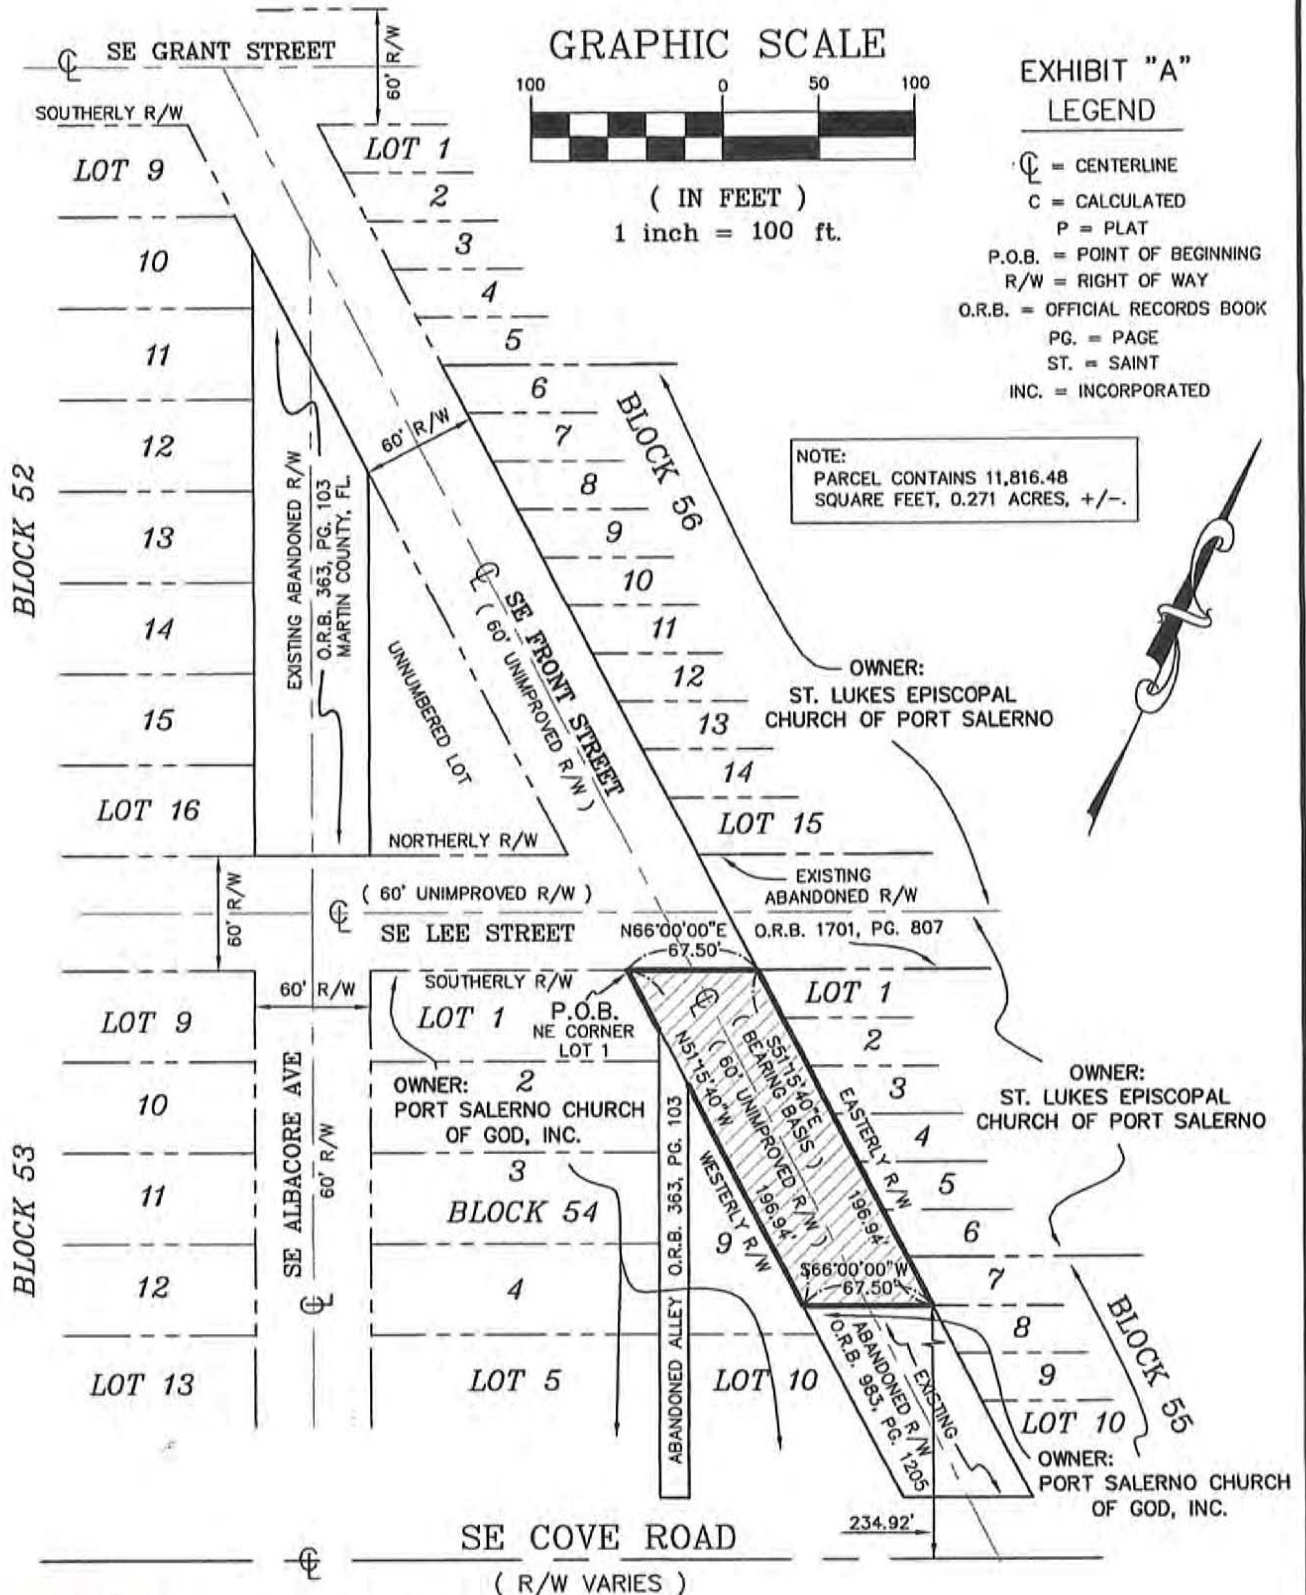 SE GRANT STREET
60' R/W
SOUTHERLY R/W
GRAPHIC SCALE
100 0 50 100
( IN FEET )
1 inch = 100 ft.
EXHIBIT "A"
LEGEND
℄ = CENTERLINE
C = CALCULATED
P = PLAT
P.O.B. = POINT OF BEGINNING
R/W = RIGHT OF WAY
O.R.B. = OFFICIAL RECORDS BOOK
PG. = PAGE
ST. = SAINT
INC. = INCORPORATED
NOTE:
PARCEL CONTAINS 11,816.48
SQUARE FEET, 0.271 ACRES, +/-.
BLOCK 52
LOT 9
10
11
12
13
14
15
LOT 16
EXISTING ABANDONED R/W
O.R.B. 363, PG. 103
MARTIN COUNTY, FL.
60' R/W
UNNUMBERED LOT
℄ SE FRONT STREET
( 60' UNIMPROVED R/W )
LOT 1
2
3
4
5
6
7
8
9
10
11
12
13
14
LOT 15
BLOCK 56
OWNER:
ST. LUKES EPISCOPAL
CHURCH OF PORT SALERNO
NORTHERLY R/W
EXISTING
ABANDONED R/W
O.R.B. 1701, PG. 807
60' R/W
( 60' UNIMPROVED R/W )
℄
SE LEE STREET
N66°00'00"E
67.50'
60' R/W
SOUTHERLY R/W
P.O.B.
NE CORNER
LOT 1
BLOCK 53
LOT 9
10
11
12
LOT 13
SE ALBACORE AVE
60' R/W
℄
LOT 1
2
OWNER:
PORT SALERNO CHURCH
OF GOD, INC.
3
BLOCK 54
4
LOT 5
ABANDONED ALLEY O.R.B. 363, PG. 103
9
LOT 10
N51°15'40"W
WESTERLY R/W
196.94'
℄
( 60' UNIMPROVED R/W )
S51°15'40"E
( BEARING BASIS )
196.94'
EASTERLY R/W
S66°00'00"W
67.50'
LOT 1
2
3
4
5
6
7
8
9
LOT 10
BLOCK 55
OWNER:
ST. LUKES EPISCOPAL
CHURCH OF PORT SALERNO
EXISTING
ABANDONED R/W
O.R.B. 983, PG. 1205
OWNER:
PORT SALERNO CHURCH
OF GOD, INC.
234.92'
SE COVE ROAD
℄
( R/W VARIES )